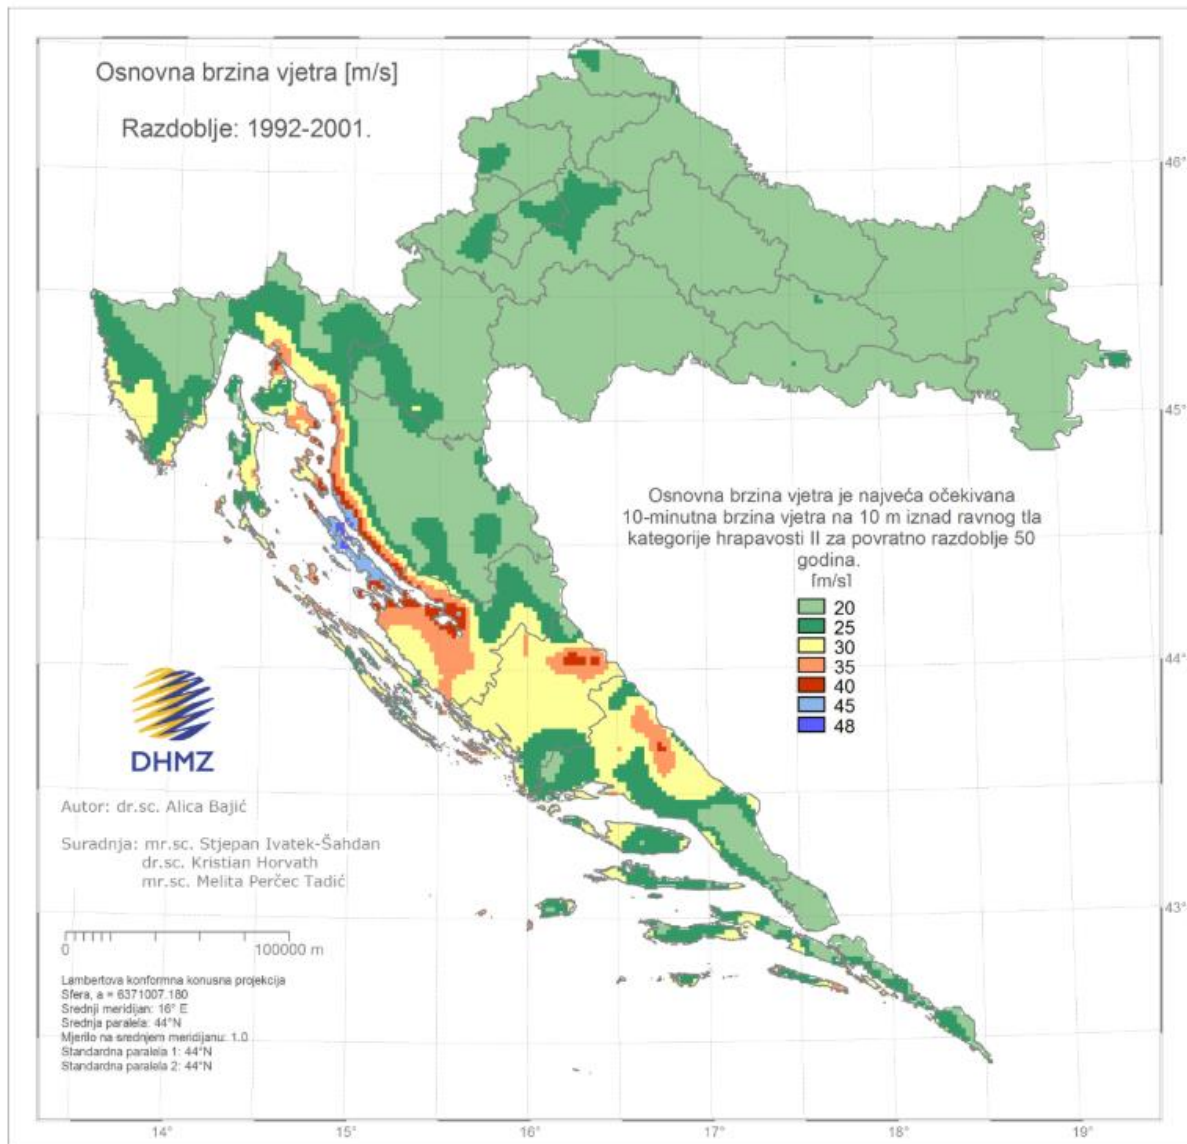 Osnovna brzina vjetra [m/s]
Razdoblje: 1992-2001.
46°
45°
Osnovna brzina vjetra je najveća očekivana
10-minutna brzina vjetra na 10 m iznad ravnog tla
kategorije hrapavosti II za povratno razdoblje 50
godina.
[m/s]
20
25
30
35
40
45
48
44°
DHMZ
Autor: dr.sc. Alica Bajić
Suradnja: mr.sc. Stjepan Ivatek-Šahdan
dr.sc. Kristian Horvath
mr.sc. Melita Perčec Tadić
43°
0 100000 m
Lambertova konformna konusna projekcija
Sfera, a = 6371007.180
Srednji meridijan: 16° E
Srednja paralela: 44°N
Mjerilo na srednjem meridijanu: 1.0
Standardna paralela 1: 44°N
Standardna paralela 2: 44°N
14° 15° 16° 17° 18° 19°